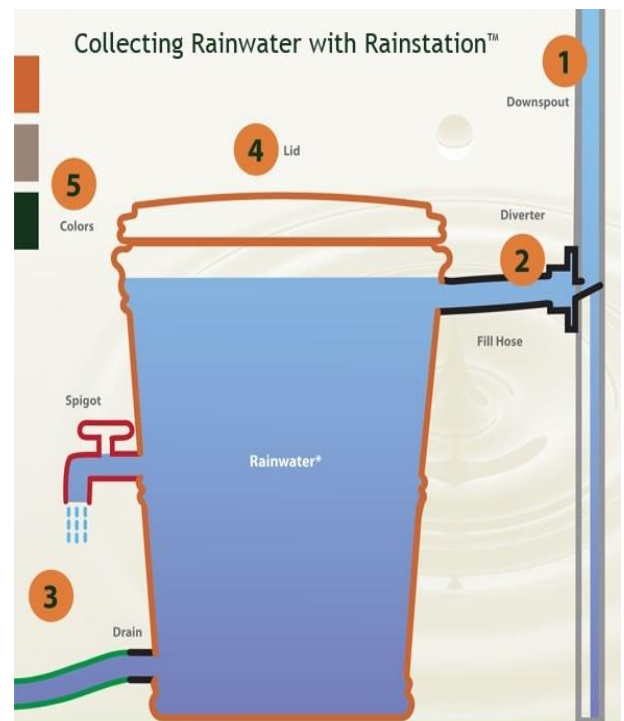 Collecting Rainwater with Rainstation™
1
Downspout
4
Lid
5
Colors
Diverter
2
Fill Hose
Spigot
Rainwater*
3
Drain